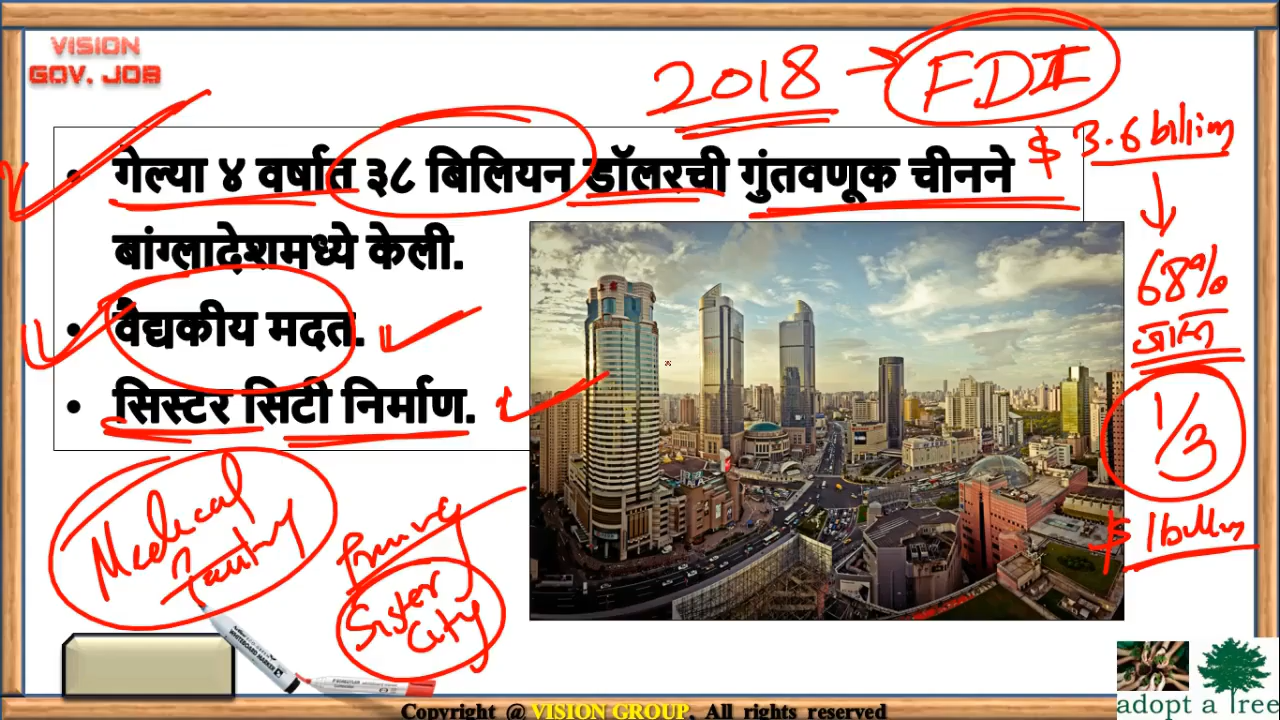 VISION
GOV. JOB
2018 → FDI
$ 3.6 billion
• गेल्या ४ वर्षात ३८ बिलियन डॉलरची गुंतवणूक चीनने
बांग्लादेशमध्ये केली.
68%
• वैद्यकीय मदत.
1/3
• सिस्टर सिटी निर्माण.
$ 1 billion
Medical
Sister
City
adopt a Tree
Copyright @ VISION GROUP, All rights reserved